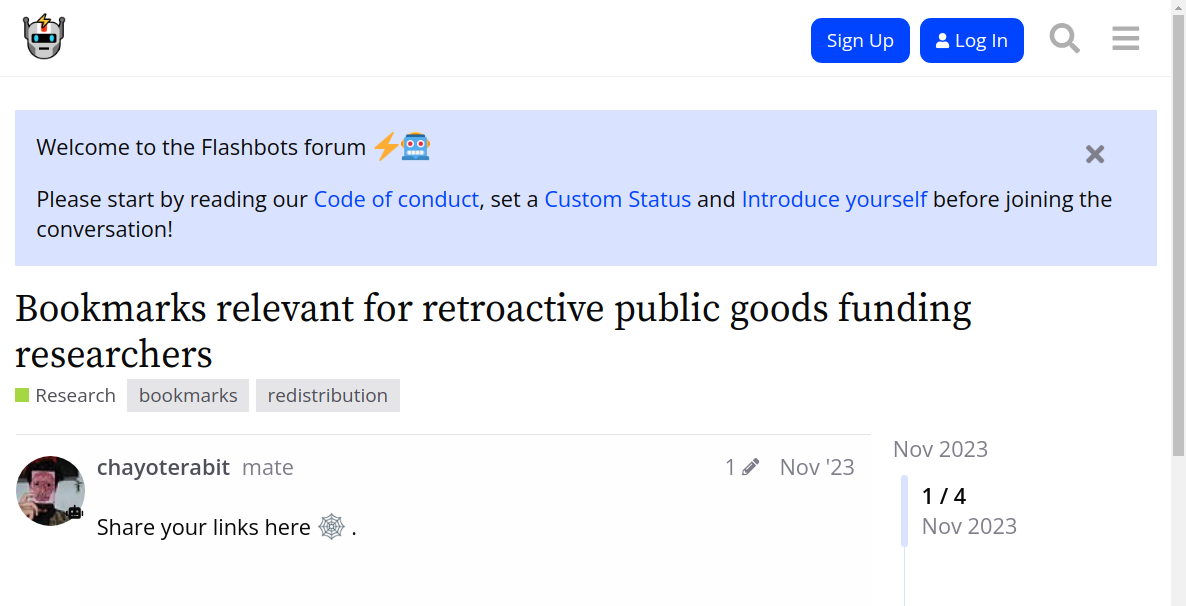 Sign Up
Log In
Welcome to the Flashbots forum
Please start by reading our Code of conduct, set a Custom Status and Introduce yourself before joining the
conversation!
Bookmarks relevant for retroactive public goods funding
researchers
Research bookmarks redistribution
chayoterabit mate 1 Nov '23
Share your links here .
Nov 2023
1 / 4
Nov 2023